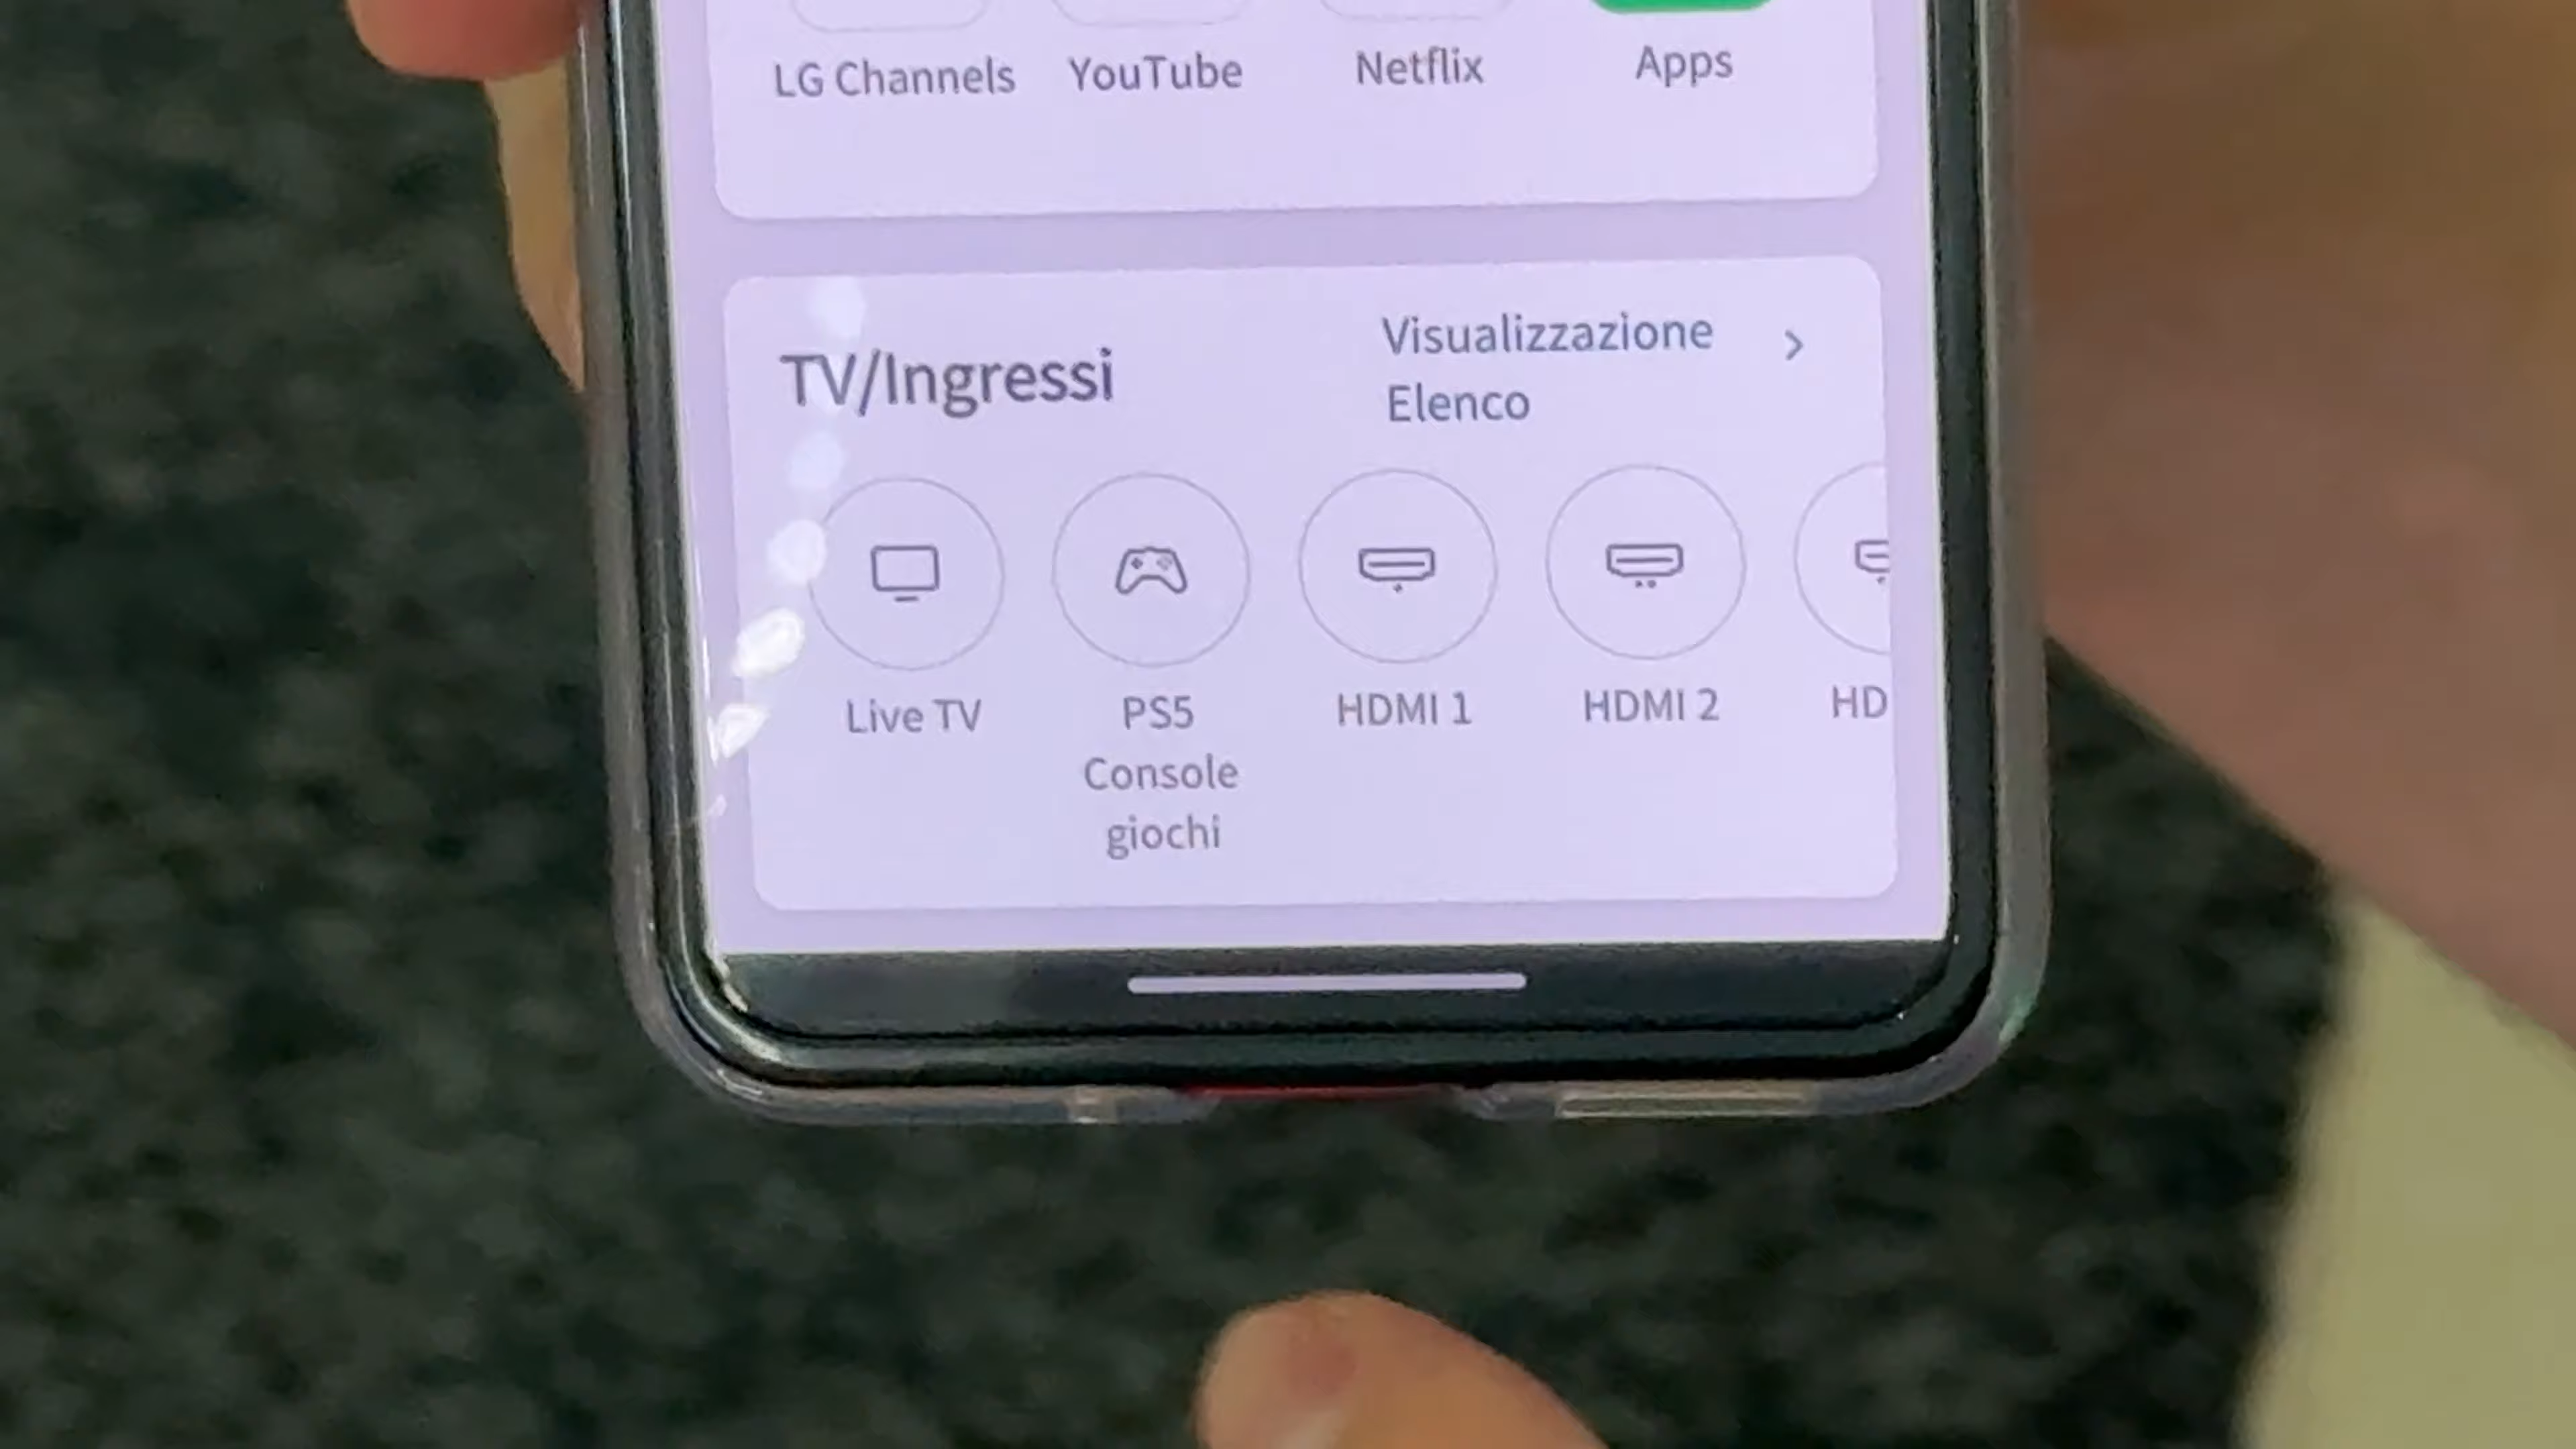 LG Channels YouTube Netflix Apps
TV/Ingressi
Visualizzazione
Elenco
Live TV PS5 HDMI 1 HDMI 2 HD
Console
giochi